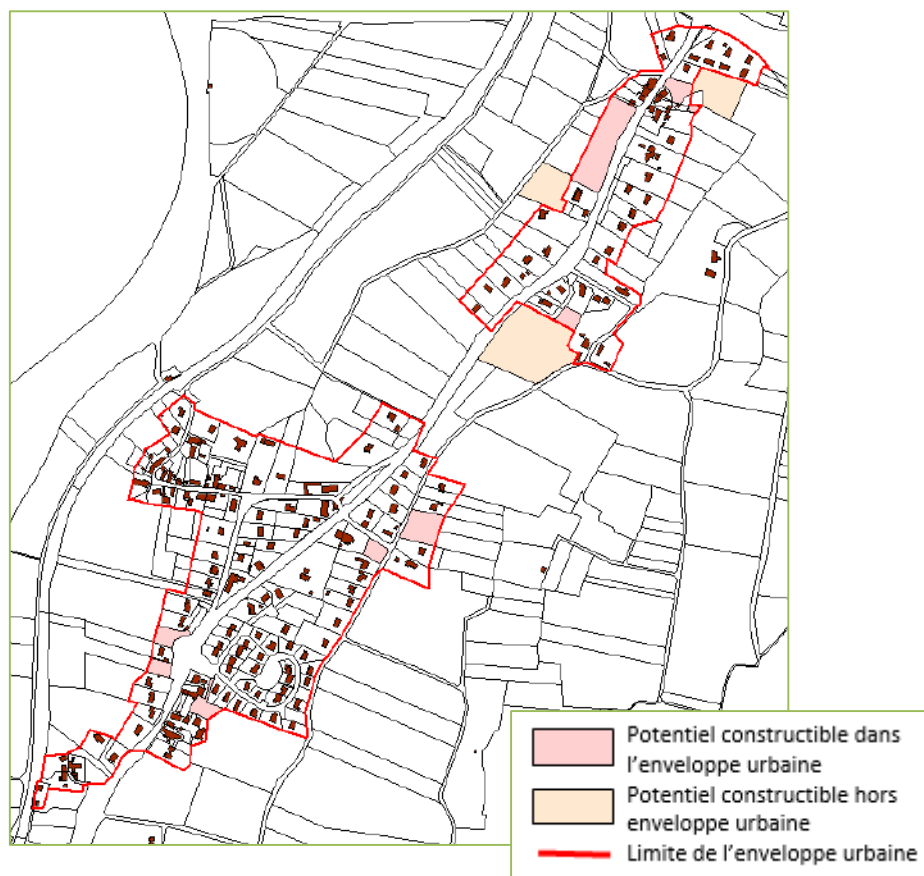 Potentiel constructible dans
l'enveloppe urbaine
Potentiel constructible hors
enveloppe urbaine
Limite de l'enveloppe urbaine